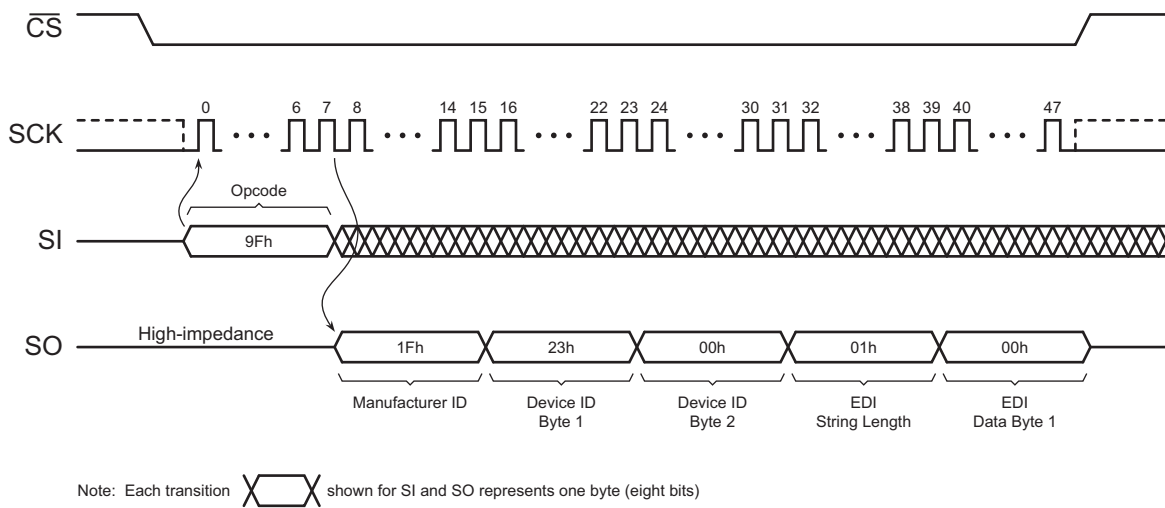 CS
SCK
0 6 7 8 14 15 16 22 23 24 30 31 32 38 39 40 47
Opcode
SI
9Fh
High-impedance
SO
1Fh 23h 00h 01h 00h
Manufacturer ID
Device ID
Byte 1
Device ID
Byte 2
EDI
String Length
EDI
Data Byte 1
Note: Each transition shown for SI and SO represents one byte (eight bits)